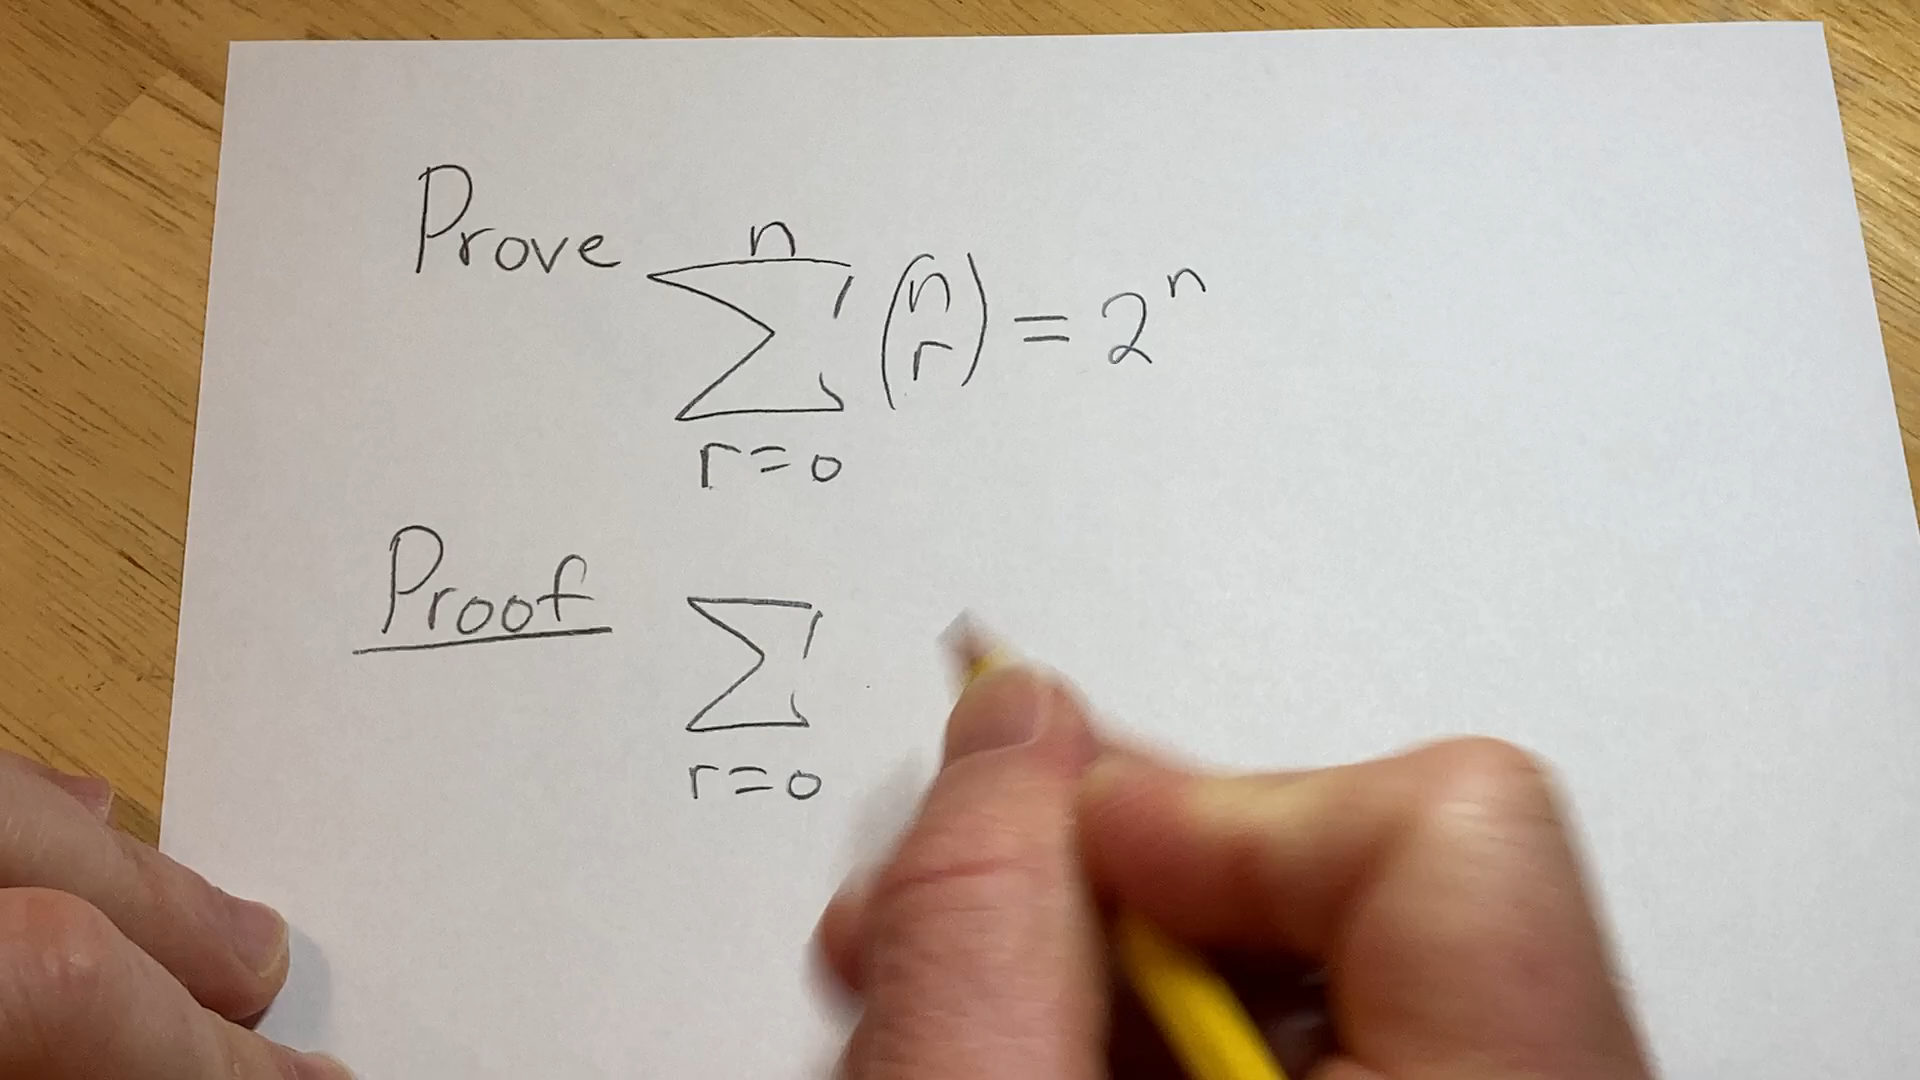 Prove \sum_{r=0}^{n} \binom{n}{r} = 2^n
Proof \sum_{r=0}